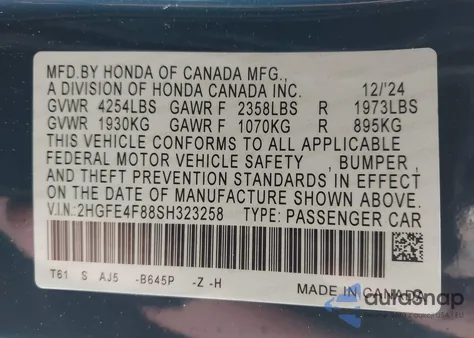 MFD.BY HONDA OF CANADA MFG.,
A DIVISION OF HONDA CANADA INC. 12/'24
GVWR 4254LBS GAWR F 2358LBS R 1973LBS
GVWR 1930KG GAWR F 1070KG R 895KG
THIS VEHICLE CONFORMS TO ALL APPLICABLE
FEDERAL MOTOR VEHICLE SAFETY , BUMPER ,
AND THEFT PREVENTION STANDARDS IN EFFECT
ON THE DATE OF MANUFACTURE SHOWN ABOVE.
V.I.N.: 2HGFE4F88SH323258 TYPE: PASSENGER CAR
T61 S AJ5 -B645P -Z -H
MADE IN CANADA
autoSnap